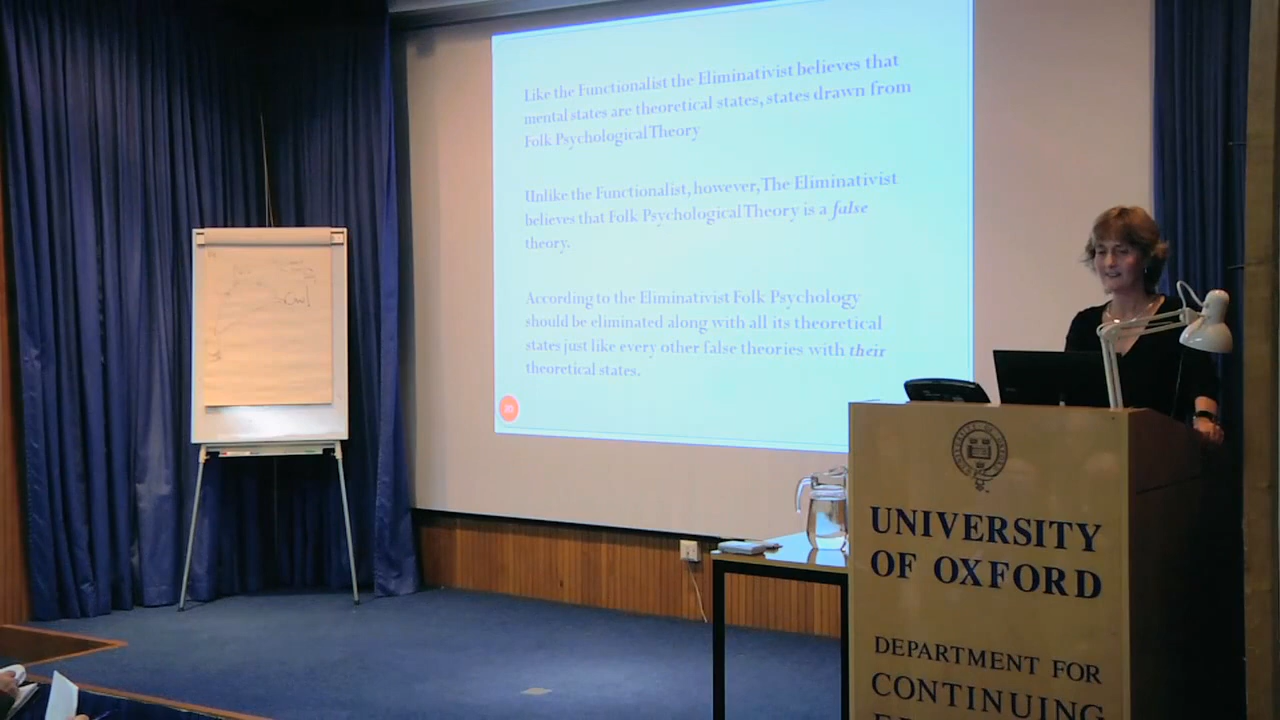 Like the Functionalist the Eliminativist believes that
mental states are theoretical states, states drawn from
Folk Psychological Theory
Unlike the Functionalist, however, The Eliminativist
believes that Folk Psychological Theory is a false
theory.
According to the Eliminativist Folk Psychology
should be eliminated along with all its theoretical
states just like every other false theories with their
theoretical states.
UNIVERSITY
OF OXFORD
DEPARTMENT FOR
CONTINUING